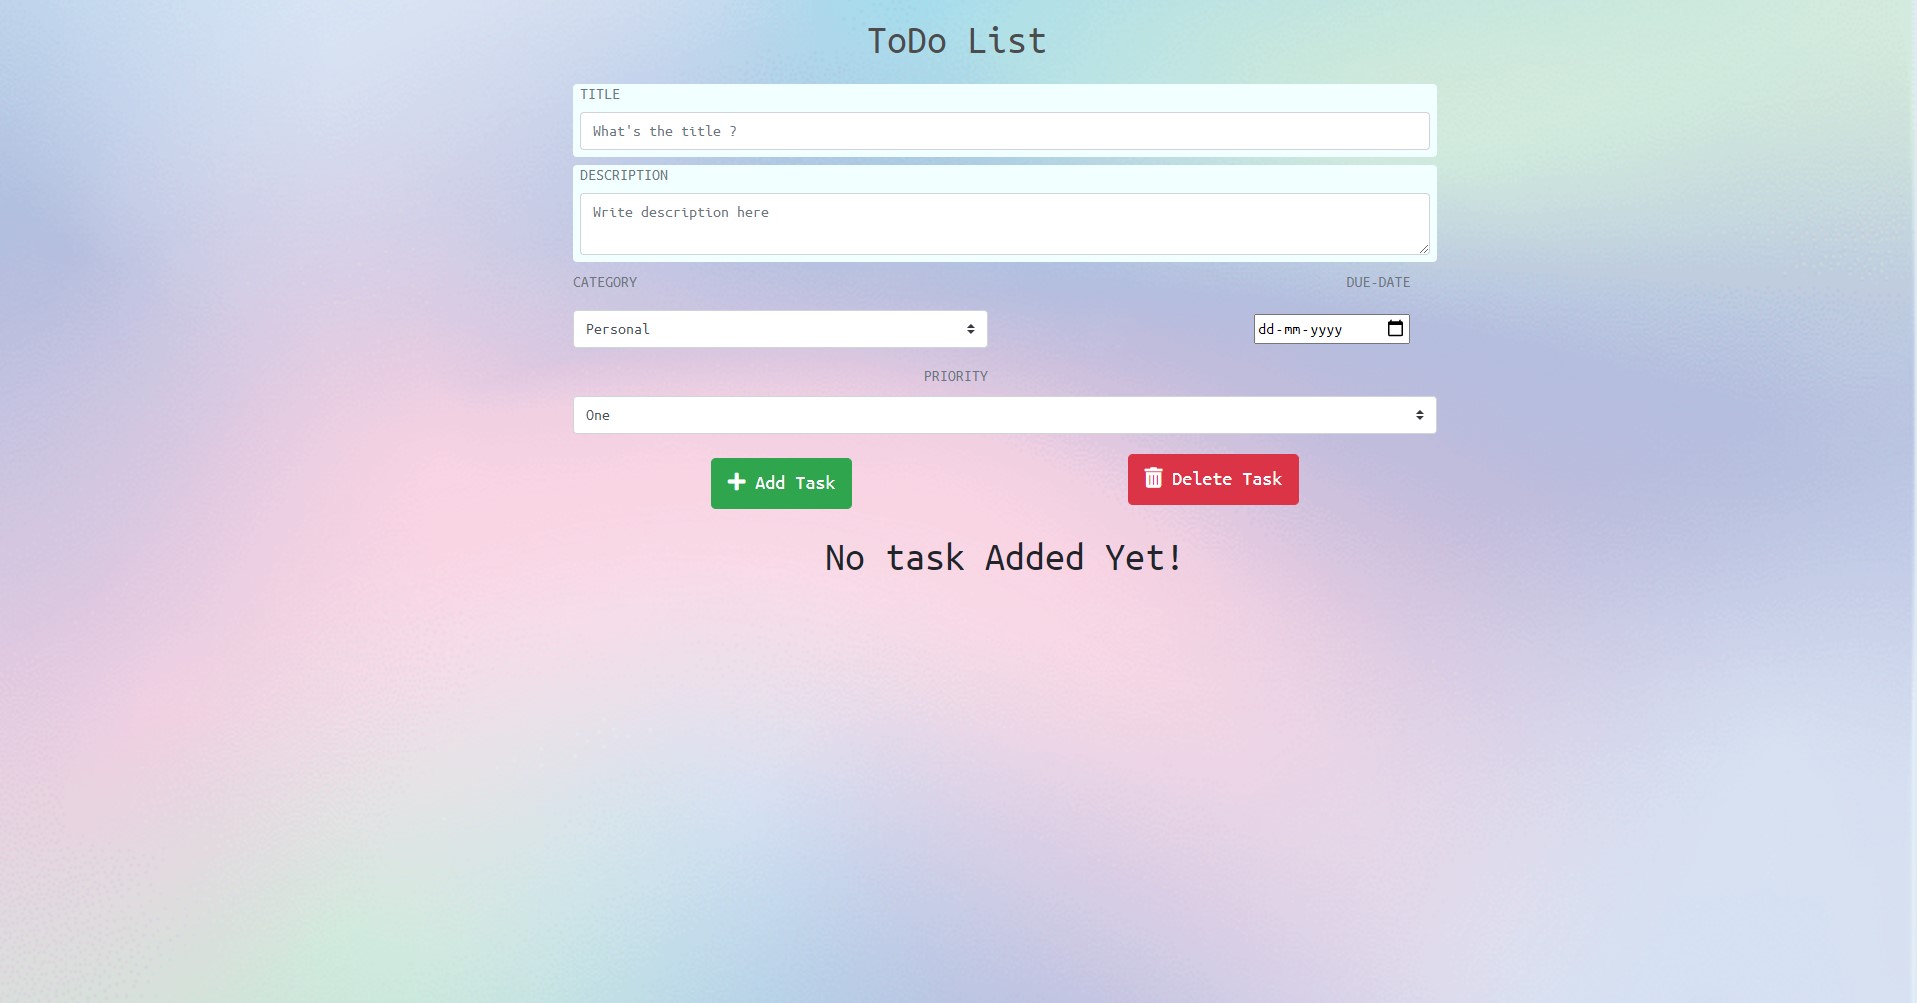 ToDo List
TITLE
What's the title ?
DESCRIPTION
Write description here
CATEGORY DUE-DATE
Personal dd-mm-yyyy
PRIORITY
One
Add Task Delete Task
No task Added Yet!